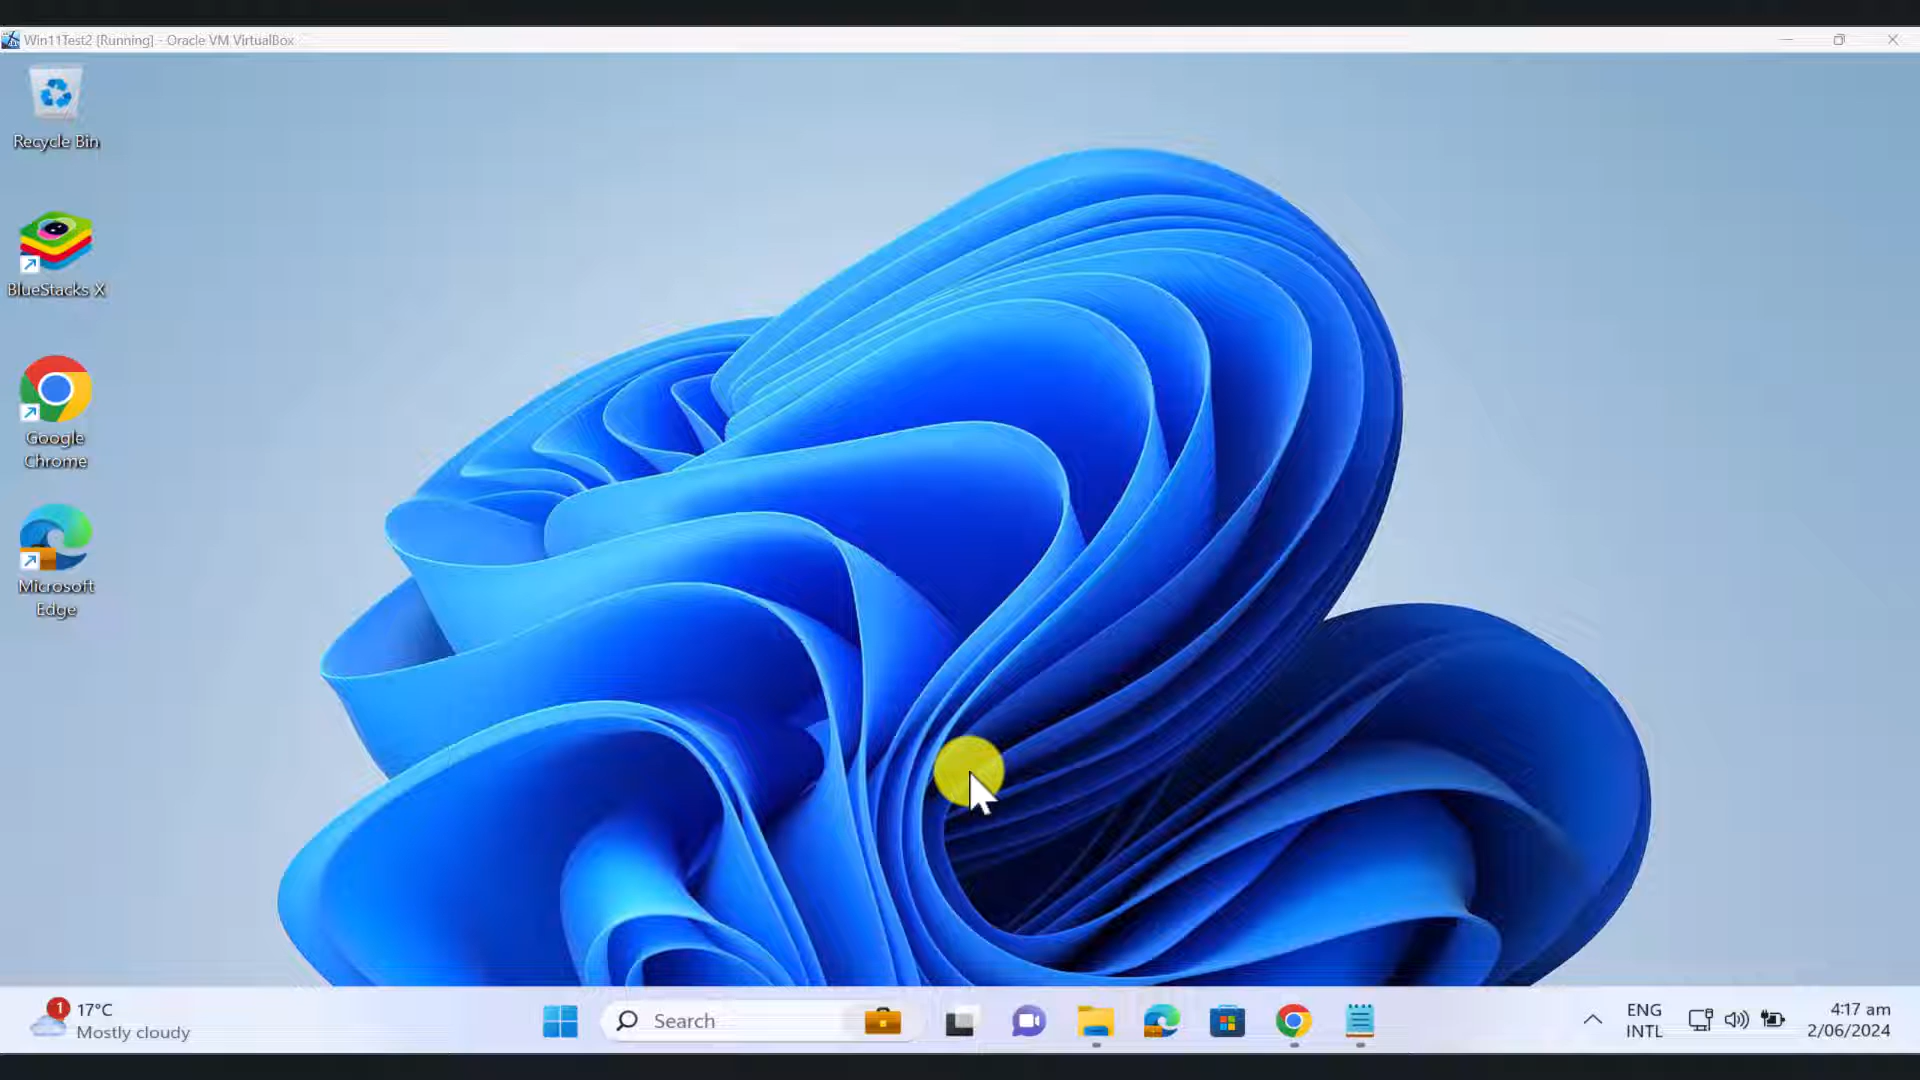 Win11Test2 [Running] - Oracle VM VirtualBox
Recycle Bin
BlueStacks X
Google
Chrome
Microsoft
Edge
1
17°C
Mostly cloudy
Search
ENG
INTL
4:17 am
2/06/2024